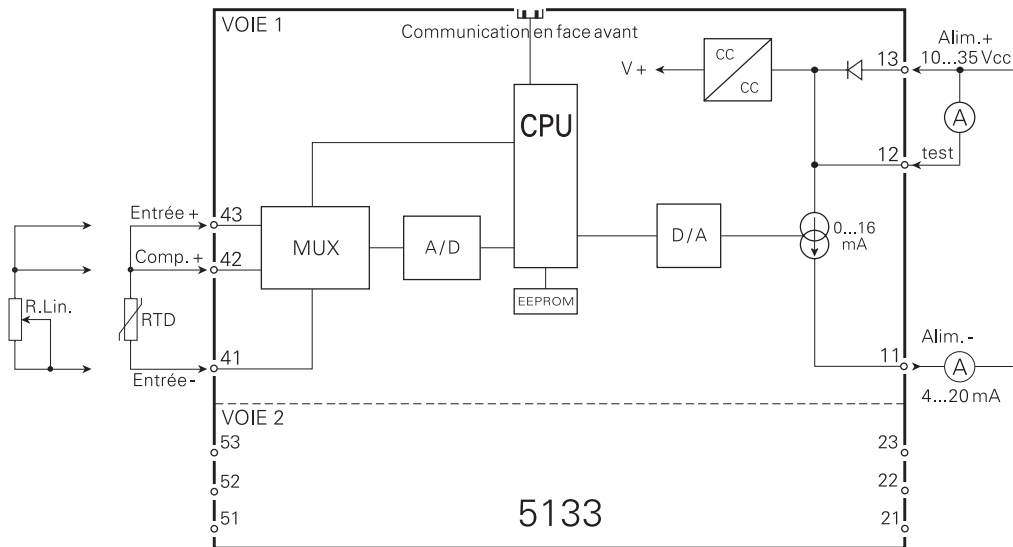 VOIE 1
Communication en face avant
Alim.+
10...35 Vcc
13
V +
CC
CC
CPU
A
12
test
Entrée +
43
MUX
A/D
D/A
0...16
mA
Comp. +
42
R.Lin.
RTD
EEPROM
41
Entrée -
Alim. -
11
A
4...20 mA
VOIE 2
53
23
52
22
51
5133
21